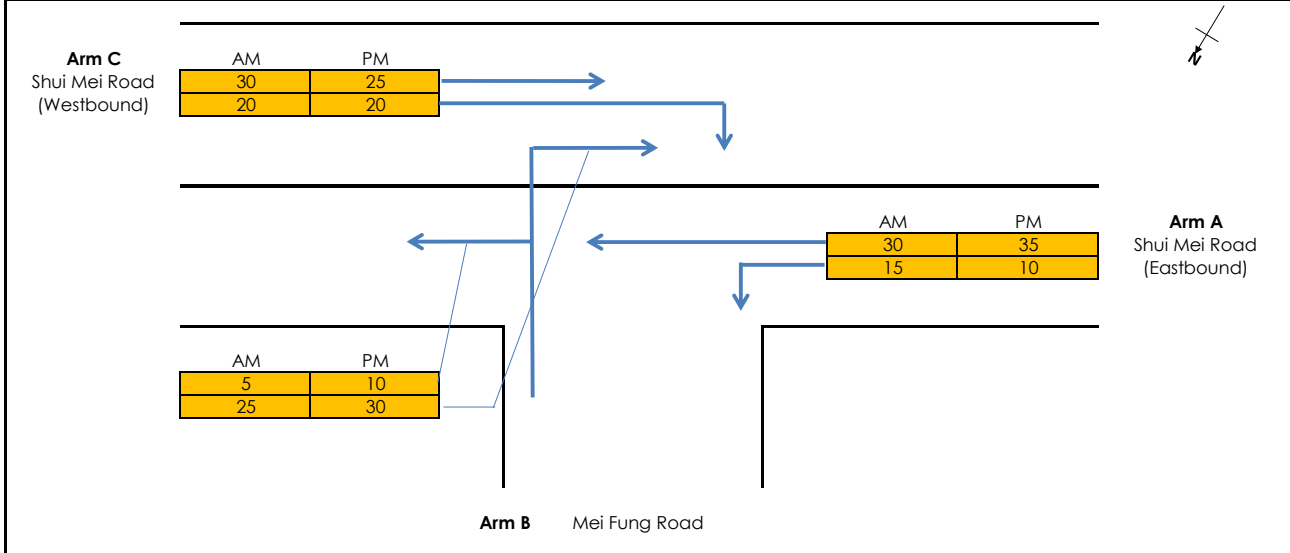 Arm C
Shui Mei Road
(Westbound)
AM PM
30 25
20 20
N
AM PM
30 35
15 10
Arm A
Shui Mei Road
(Eastbound)
AM PM
5 10
25 30
Arm B Mei Fung Road